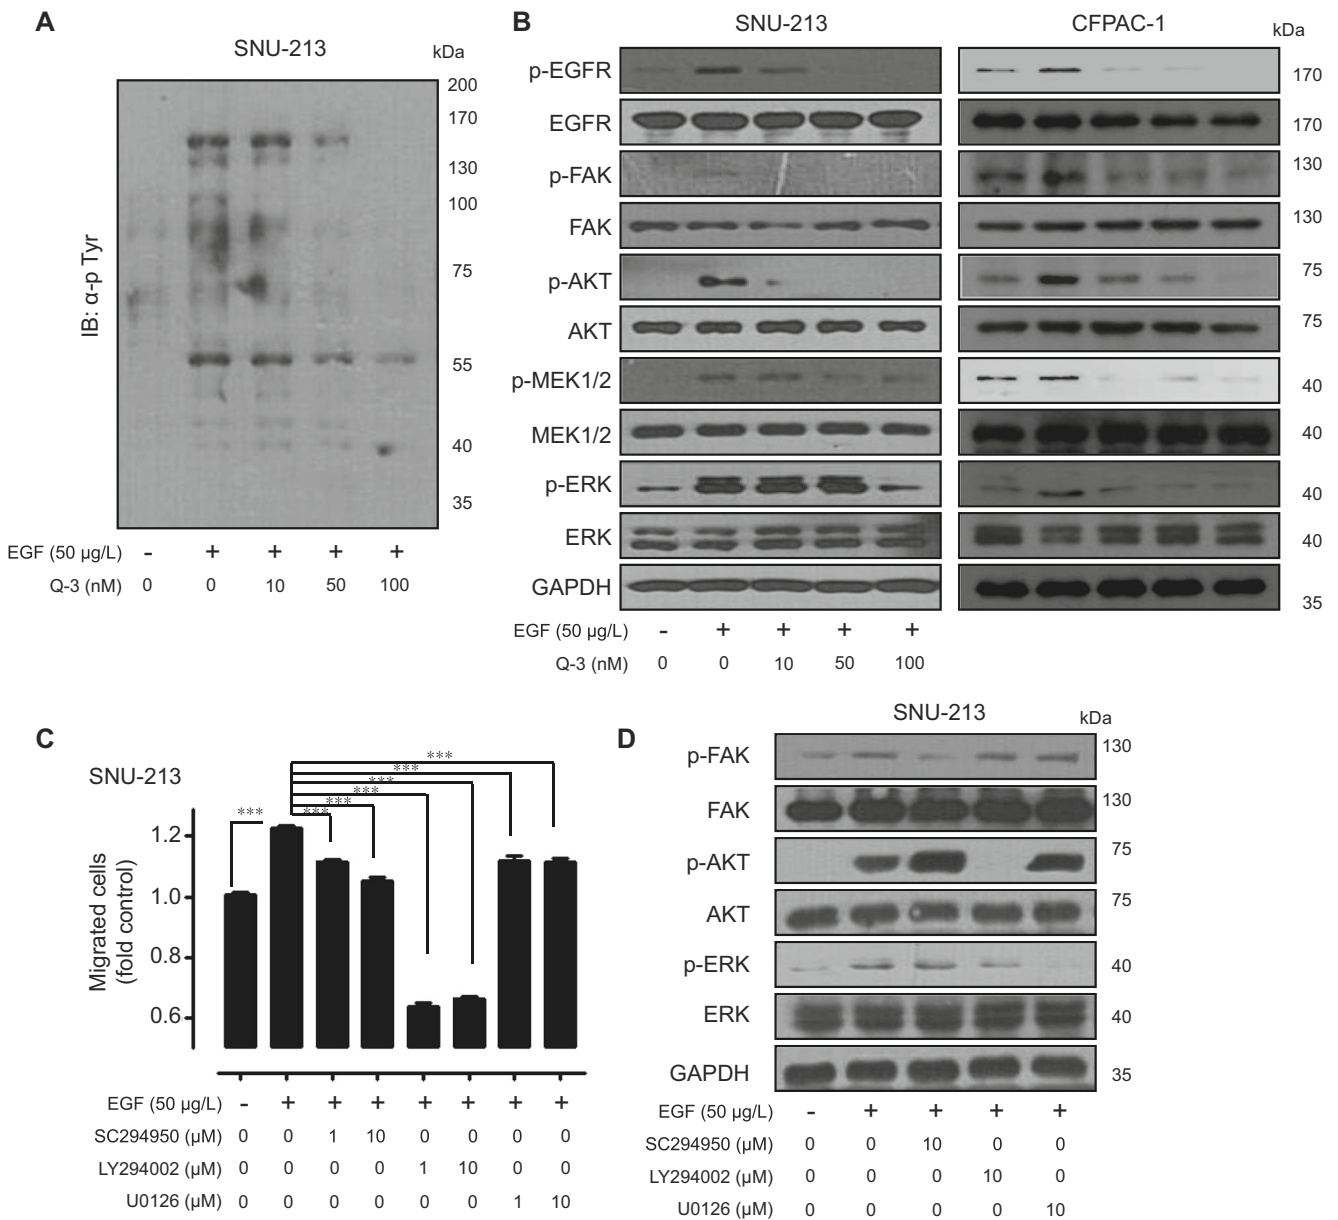 A
SNU-213
kDa
200
170
130
100
75
55
40
35
IB: α-p Tyr
EGF (50 µg/L) - + + + +
Q-3 (nM) 0 0 10 50 100
B
SNU-213
CFPAC-1
kDa
p-EGFR 170
EGFR 170
p-FAK 130
FAK 130
p-AKT 75
AKT 75
p-MEK1/2 40
MEK1/2 40
p-ERK 40
ERK 40
GAPDH 35
EGF (50 µg/L) - + + + +
Q-3 (nM) 0 0 10 50 100
C
SNU-213
***
***
***
***
***
***
***
Migrated cells
(fold control)
1.2
1.0
0.8
0.6
EGF (50 µg/L) - + + + + + + +
SC294950 (µM) 0 0 1 10 0 0 0 0
LY294002 (µM) 0 0 0 0 1 10 0 0
U0126 (µM) 0 0 0 0 0 0 1 10
D
SNU-213
kDa
p-FAK 130
FAK 130
p-AKT 75
AKT 75
p-ERK 40
ERK 40
GAPDH 35
EGF (50 µg/L) - + + + +
SC294950 (µM) 0 0 10 0 0
LY294002 (µM) 0 0 0 10 0
U0126 (µM) 0 0 0 0 10